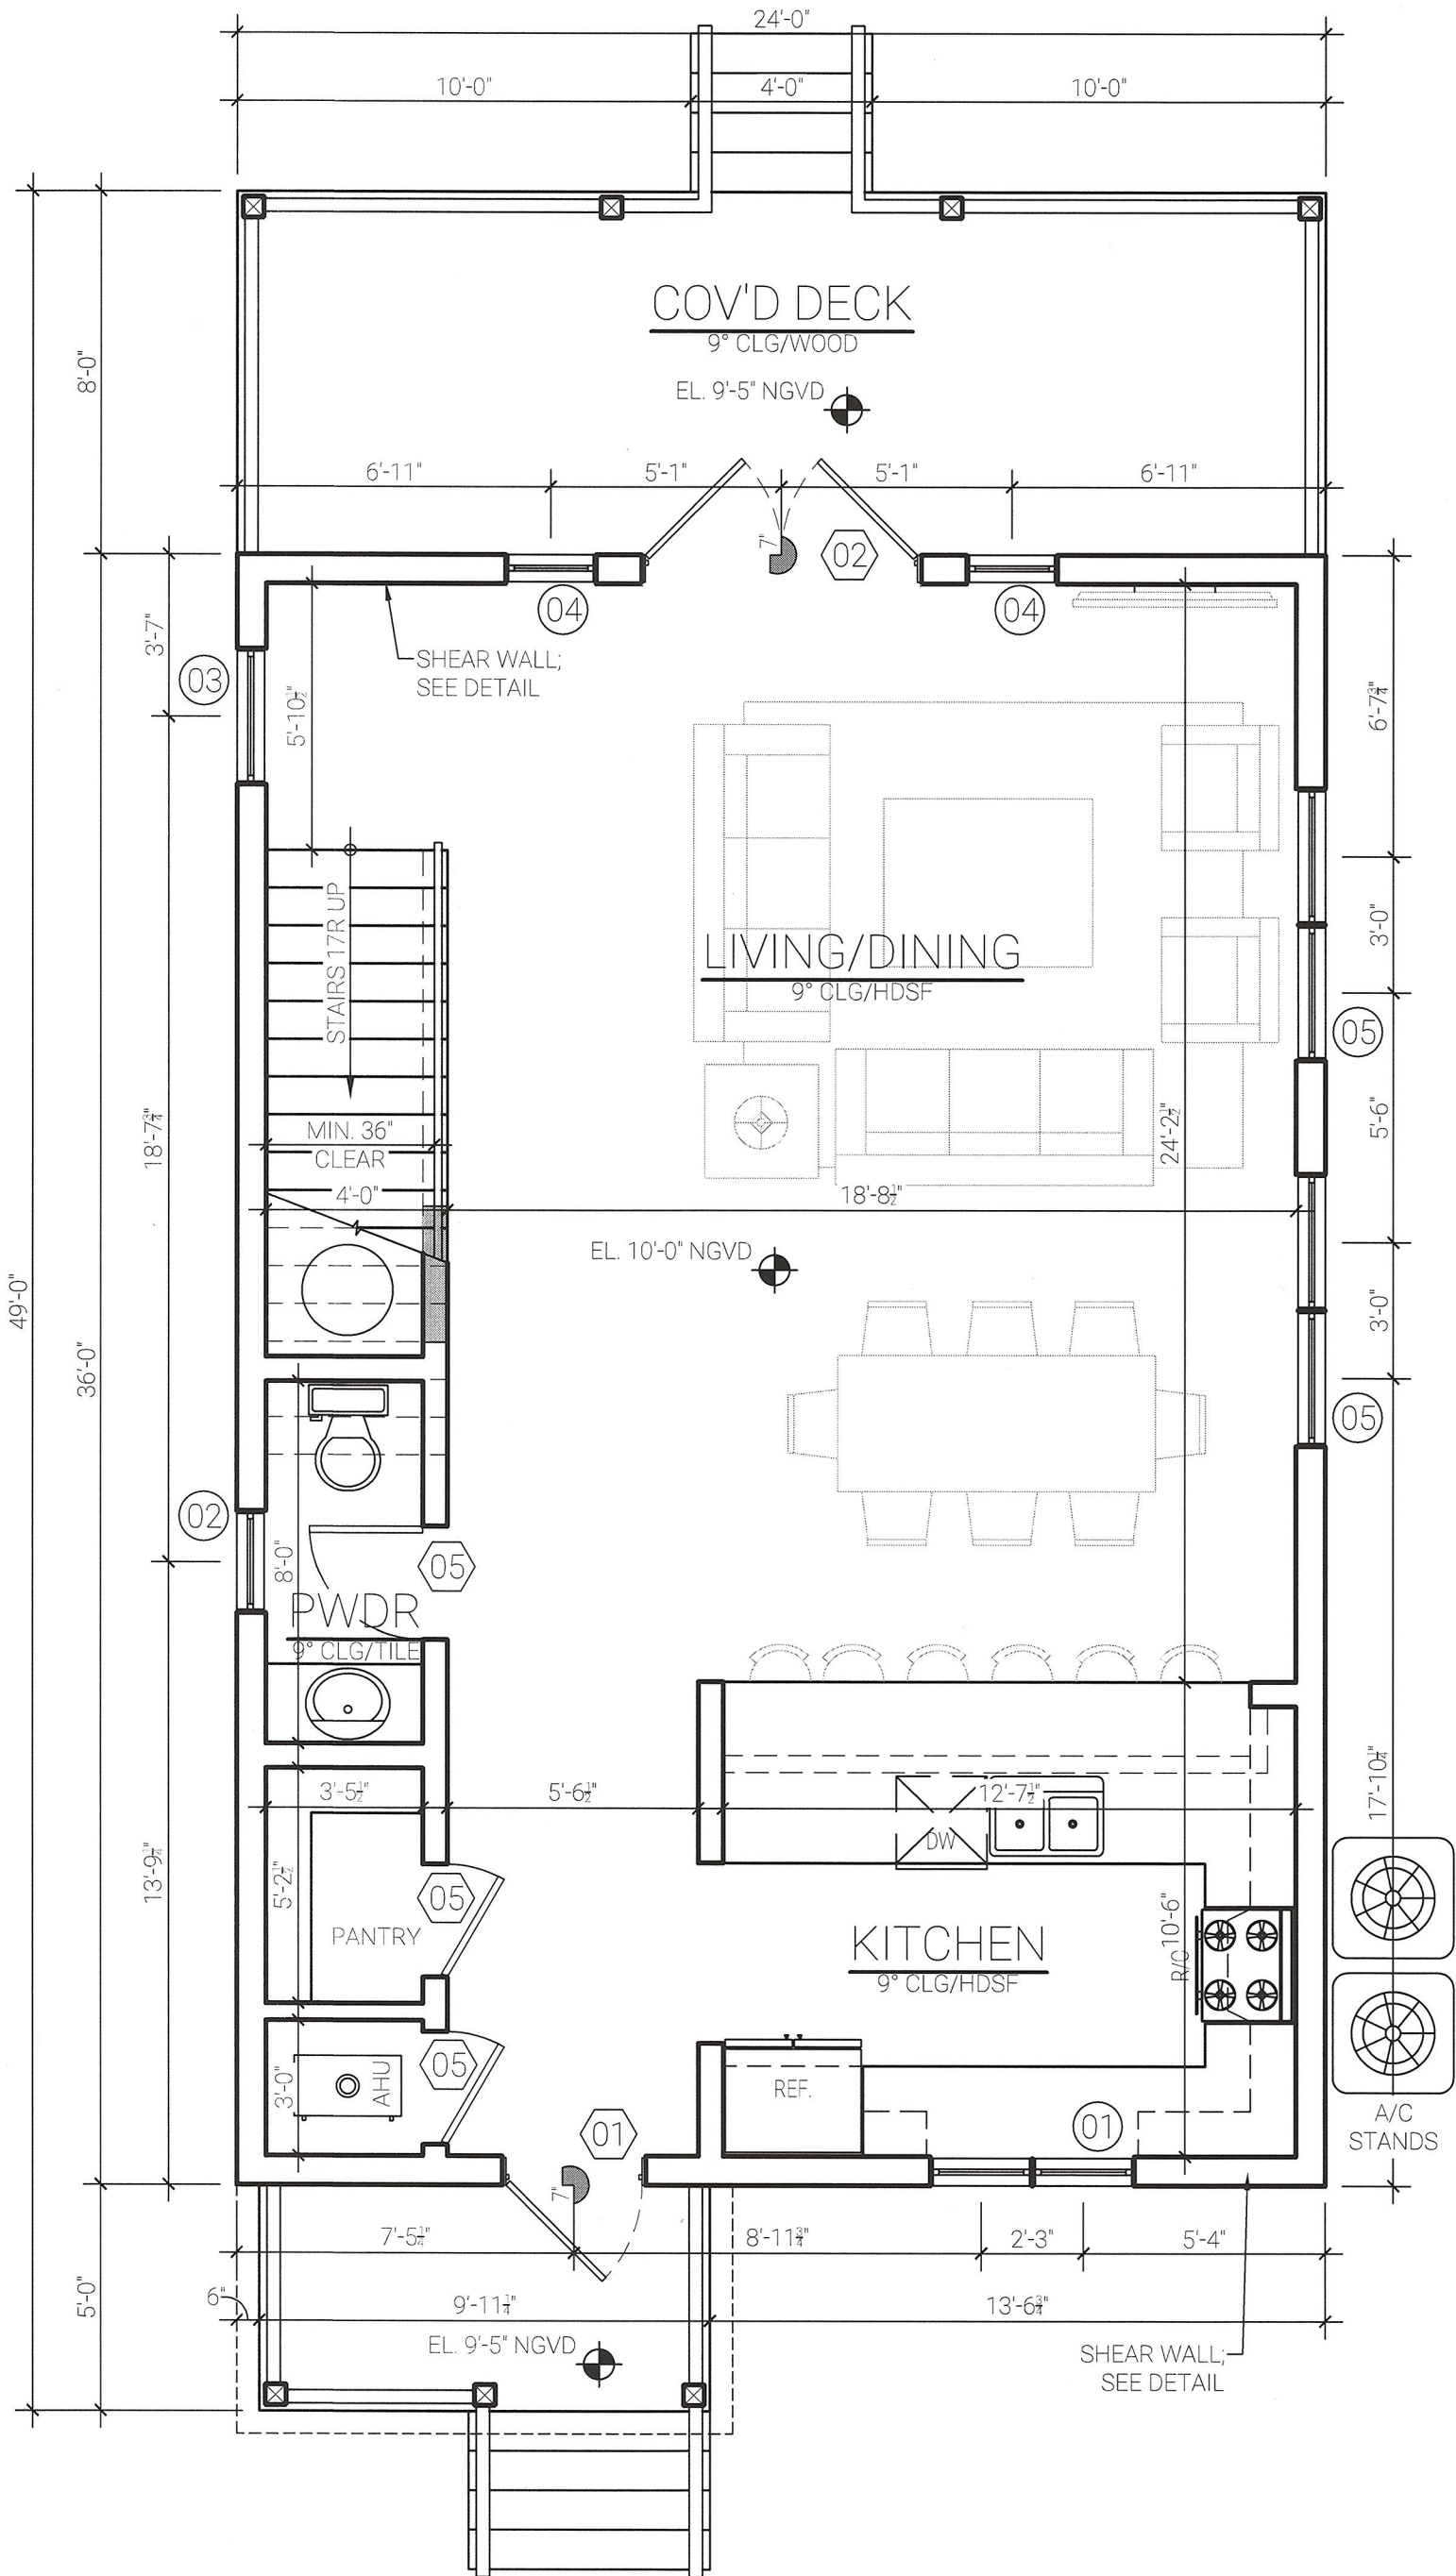 24'-0"
10'-0"
4'-0"
10'-0"
COV'D DECK
9° CLG/WOOD
EL. 9'-5" NGVD
8'-0"
6'-11"
5'-1"
5'-1"
6'-11"
7"
02
04
04
SHEAR WALL;
SEE DETAIL
3'-7"
03
5'-10½"
6'-7¾"
STAIRS 17R UP
LIVING/DINING
9° CLG/HDSF
3'-0"
05
MIN. 36"
CLEAR
4'-0"
18'-8½"
24'-2½"
5'-6"
18'-7¾"
EL. 10'-0" NGVD
49'-0"
36'-0"
3'-0"
05
02
8'-0"
05
PWDR
9° CLG/TILE
3'-5½"
5'-6½"
12'-7½"
17'-10¼"
DW
13'-9¼"
5'-2½"
05
PANTRY
KITCHEN
9° CLG/HDSF
10'-6"
R/O
3'-0"
AHU
05
REF.
01
01
A/C
STANDS
7"
7'-5¼"
8'-11¾"
2'-3"
5'-4"
5'-0"
6"
9'-11¼"
13'-6¾"
EL. 9'-5" NGVD
SHEAR WALL;
SEE DETAIL